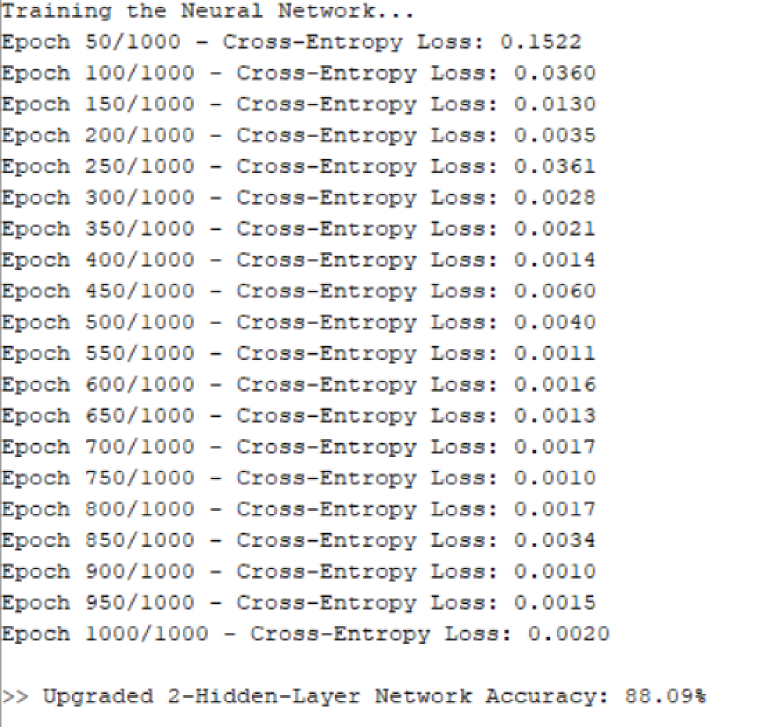 Training the Neural Network...
Epoch 50/1000 - Cross-Entropy Loss: 0.1522
Epoch 100/1000 - Cross-Entropy Loss: 0.0360
Epoch 150/1000 - Cross-Entropy Loss: 0.0130
Epoch 200/1000 - Cross-Entropy Loss: 0.0035
Epoch 250/1000 - Cross-Entropy Loss: 0.0361
Epoch 300/1000 - Cross-Entropy Loss: 0.0028
Epoch 350/1000 - Cross-Entropy Loss: 0.0021
Epoch 400/1000 - Cross-Entropy Loss: 0.0014
Epoch 450/1000 - Cross-Entropy Loss: 0.0060
Epoch 500/1000 - Cross-Entropy Loss: 0.0040
Epoch 550/1000 - Cross-Entropy Loss: 0.0011
Epoch 600/1000 - Cross-Entropy Loss: 0.0016
Epoch 650/1000 - Cross-Entropy Loss: 0.0013
Epoch 700/1000 - Cross-Entropy Loss: 0.0017
Epoch 750/1000 - Cross-Entropy Loss: 0.0010
Epoch 800/1000 - Cross-Entropy Loss: 0.0017
Epoch 850/1000 - Cross-Entropy Loss: 0.0034
Epoch 900/1000 - Cross-Entropy Loss: 0.0010
Epoch 950/1000 - Cross-Entropy Loss: 0.0015
Epoch 1000/1000 - Cross-Entropy Loss: 0.0020
>> Upgraded 2-Hidden-Layer Network Accuracy: 88.09%